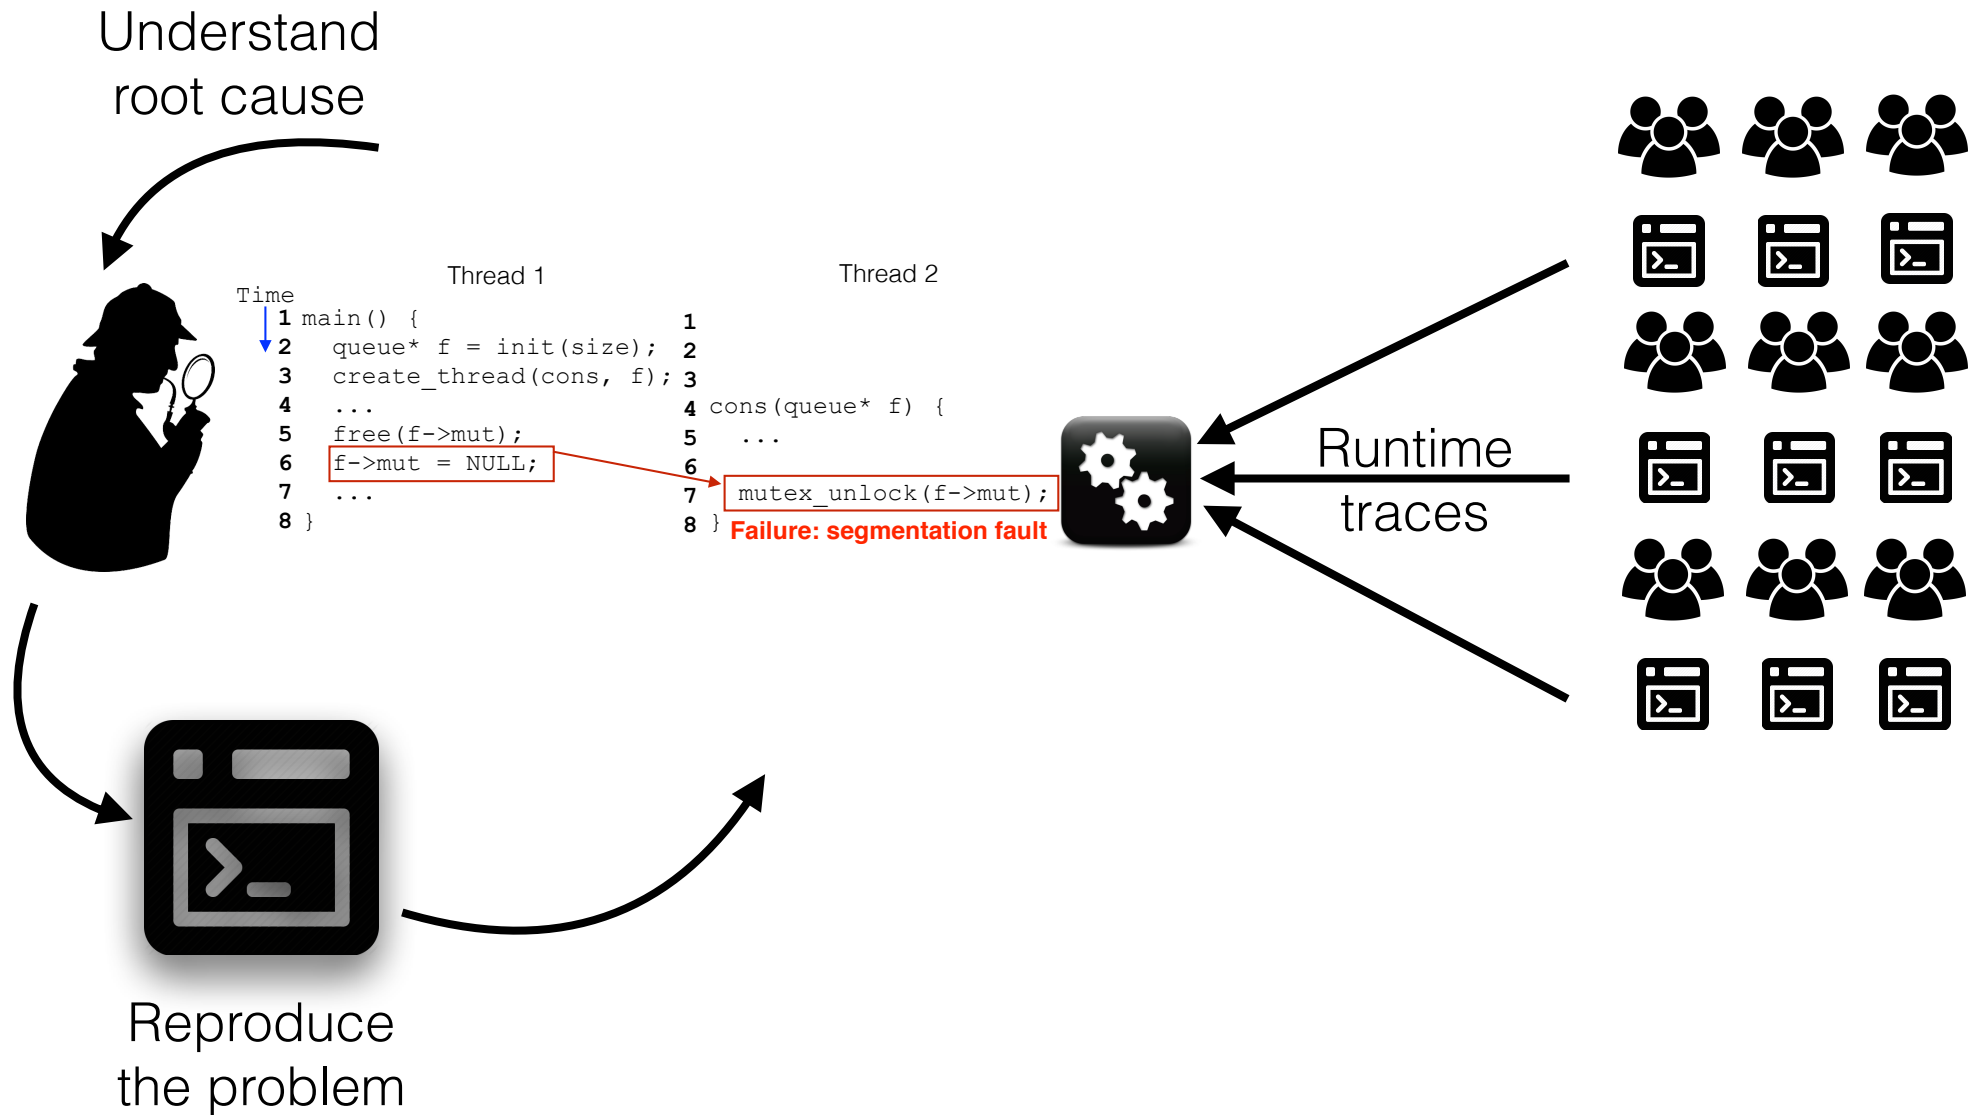 Understand
root cause
Thread 1
Thread 2
Time
1 main() {
2 queue* f = init(size);
3 create_thread(cons, f);
4 ...
5 free(f->mut);
6 f->mut = NULL;
7 ...
8 }
1
2
3
4 cons(queue* f) {
5 ...
6
7 mutex_unlock(f->mut);
8 }
Failure: segmentation fault
Runtime
traces
Reproduce
the problem